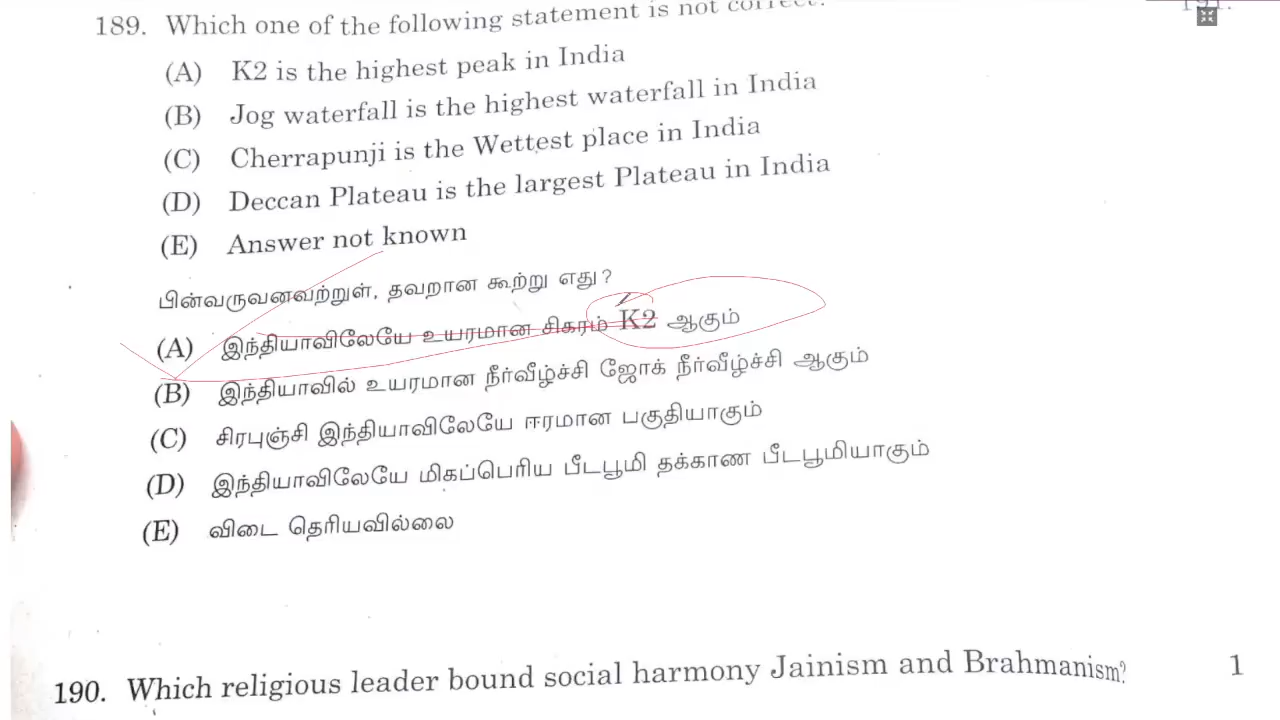 189. Which one of the following statement is not correct?
(A) K2 is the highest peak in India
(B) Jog waterfall is the highest waterfall in India
(C) Cherrapunji is the Wettest place in India
(D) Deccan Plateau is the largest Plateau in India
(E) Answer not known
பின்வருவனவற்றுள், தவறான கூற்று எது?
(A) இந்தியாவிலேயே உயரமான சிகரம் K2 ஆகும்
(B) இந்தியாவில் உயரமான நீர்வீழ்ச்சி ஜோக் நீர்வீழ்ச்சி ஆகும்
(C) சிரபுஞ்சி இந்தியாவிலேயே ஈரமான பகுதியாகும்
(D) இந்தியாவிலேயே மிகப்பெரிய பீடபூமி தக்காண பீடபூமியாகும்
(E) விடை தெரியவில்லை
190. Which religious leader bound social harmony Jainism and Brahmanism?
1